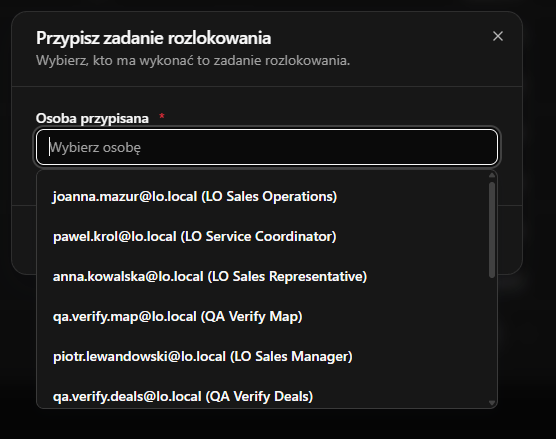 Przypisz zadanie rozlokowania
Wybierz, kto ma wykonać to zadanie rozlokowania.
Osoba przypisana *
Wybierz osobę
joanna.mazur@lo.local (LO Sales Operations)
pawel.krol@lo.local (LO Service Coordinator)
anna.kowalska@lo.local (LO Sales Representative)
qa.verify.map@lo.local (QA Verify Map)
piotr.lewandowski@lo.local (LO Sales Manager)
qa.verify.deals@lo.local (QA Verify Deals)